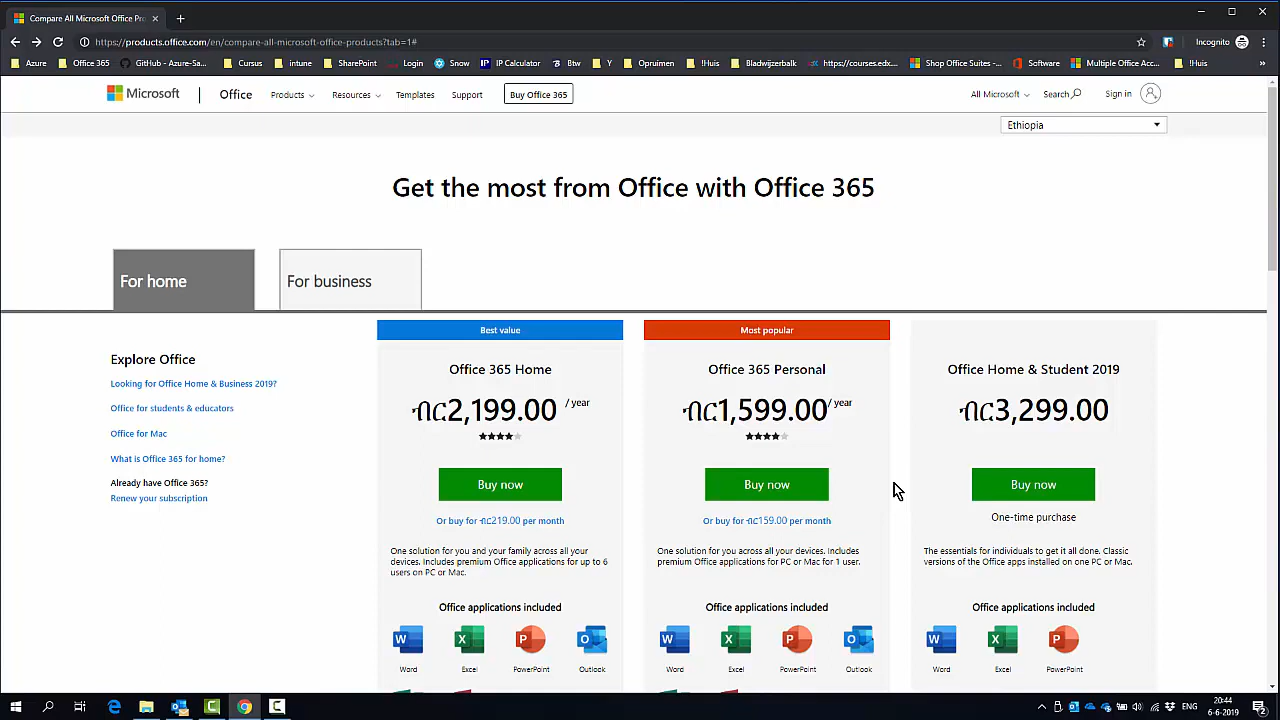 Compare All Microsoft Office Pro
https://products.office.com/en/compare-all-microsoft-office-products?tab=1#
Incognito
Azure
Office 365
GitHub - Azure-Sa...
Cursus
intune
SharePoint
Login
Snow
IP Calculator
Btw
Y
Opruimen
!Huis
Bladwijzerbalk
https://courses.edx...
Shop Office Suites -...
Software
Multiple Office Acc...
!Huis
»
Microsoft
Office
Products
Resources
Templates
Support
Buy Office 365
All Microsoft
Search
Sign in
Ethiopia
Get the most from Office with Office 365
For home
For business
Explore Office
Looking for Office Home & Business 2019?
Office for students & educators
Office for Mac
What is Office 365 for home?
Already have Office 365?
Renew your subscription
Best value
Office 365 Home
ብር2,199.00 / year
Buy now
Or buy for ብር219.00 per month
One solution for you and your family across all your
devices. Includes premium Office applications for up to 6
users on PC or Mac.
Office applications included
Word
Excel
PowerPoint
Outlook
Most popular
Office 365 Personal
ብር1,599.00/ year
Buy now
Or buy for ብር159.00 per month
One solution for you across all your devices. Includes
premium Office applications for PC or Mac for 1 user.
Office applications included
Word
Excel
PowerPoint
Outlook
Office Home & Student 2019
ብር3,299.00
Buy now
One-time purchase
The essentials for individuals to get it all done. Classic
versions of the Office apps installed on one PC or Mac.
Office applications included
Word
Excel
PowerPoint
ENG
20:44
6-6-2019
2